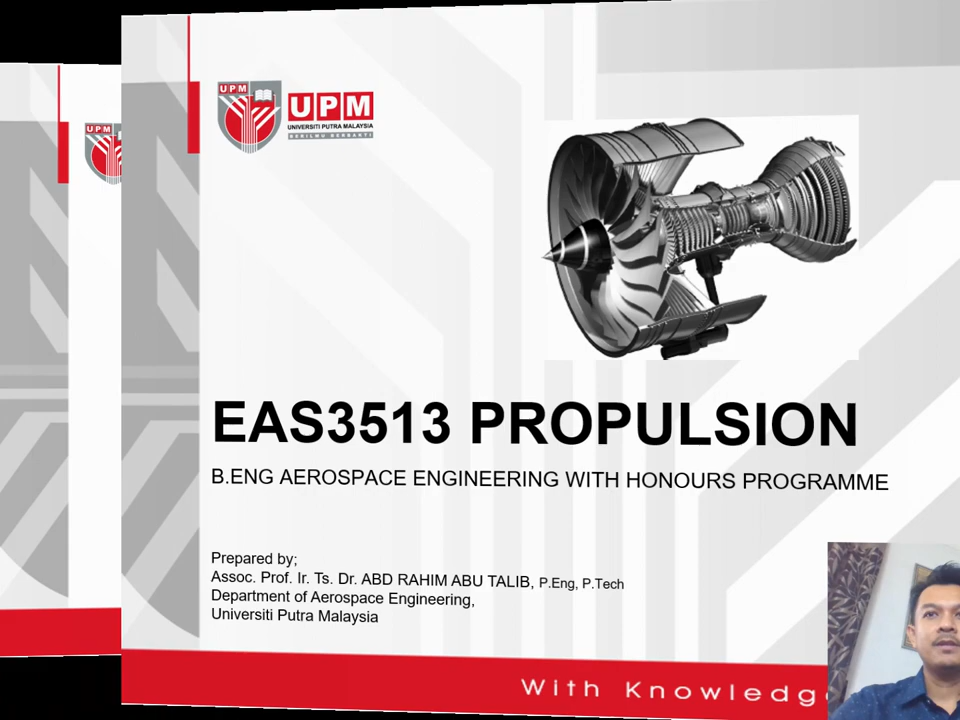 UPM
UPM
UNIVERSITI PUTRA MALAYSIA
BERILMU BERBAKTI
UPM
EAS3513 PROPULSION
B.ENG AEROSPACE ENGINEERING WITH HONOURS PROGRAMME
Prepared by;
Assoc. Prof. Ir. Ts. Dr. ABD RAHIM ABU TALIB, P.Eng, P.Tech
Department of Aerospace Engineering,
Universiti Putra Malaysia
With Knowledg